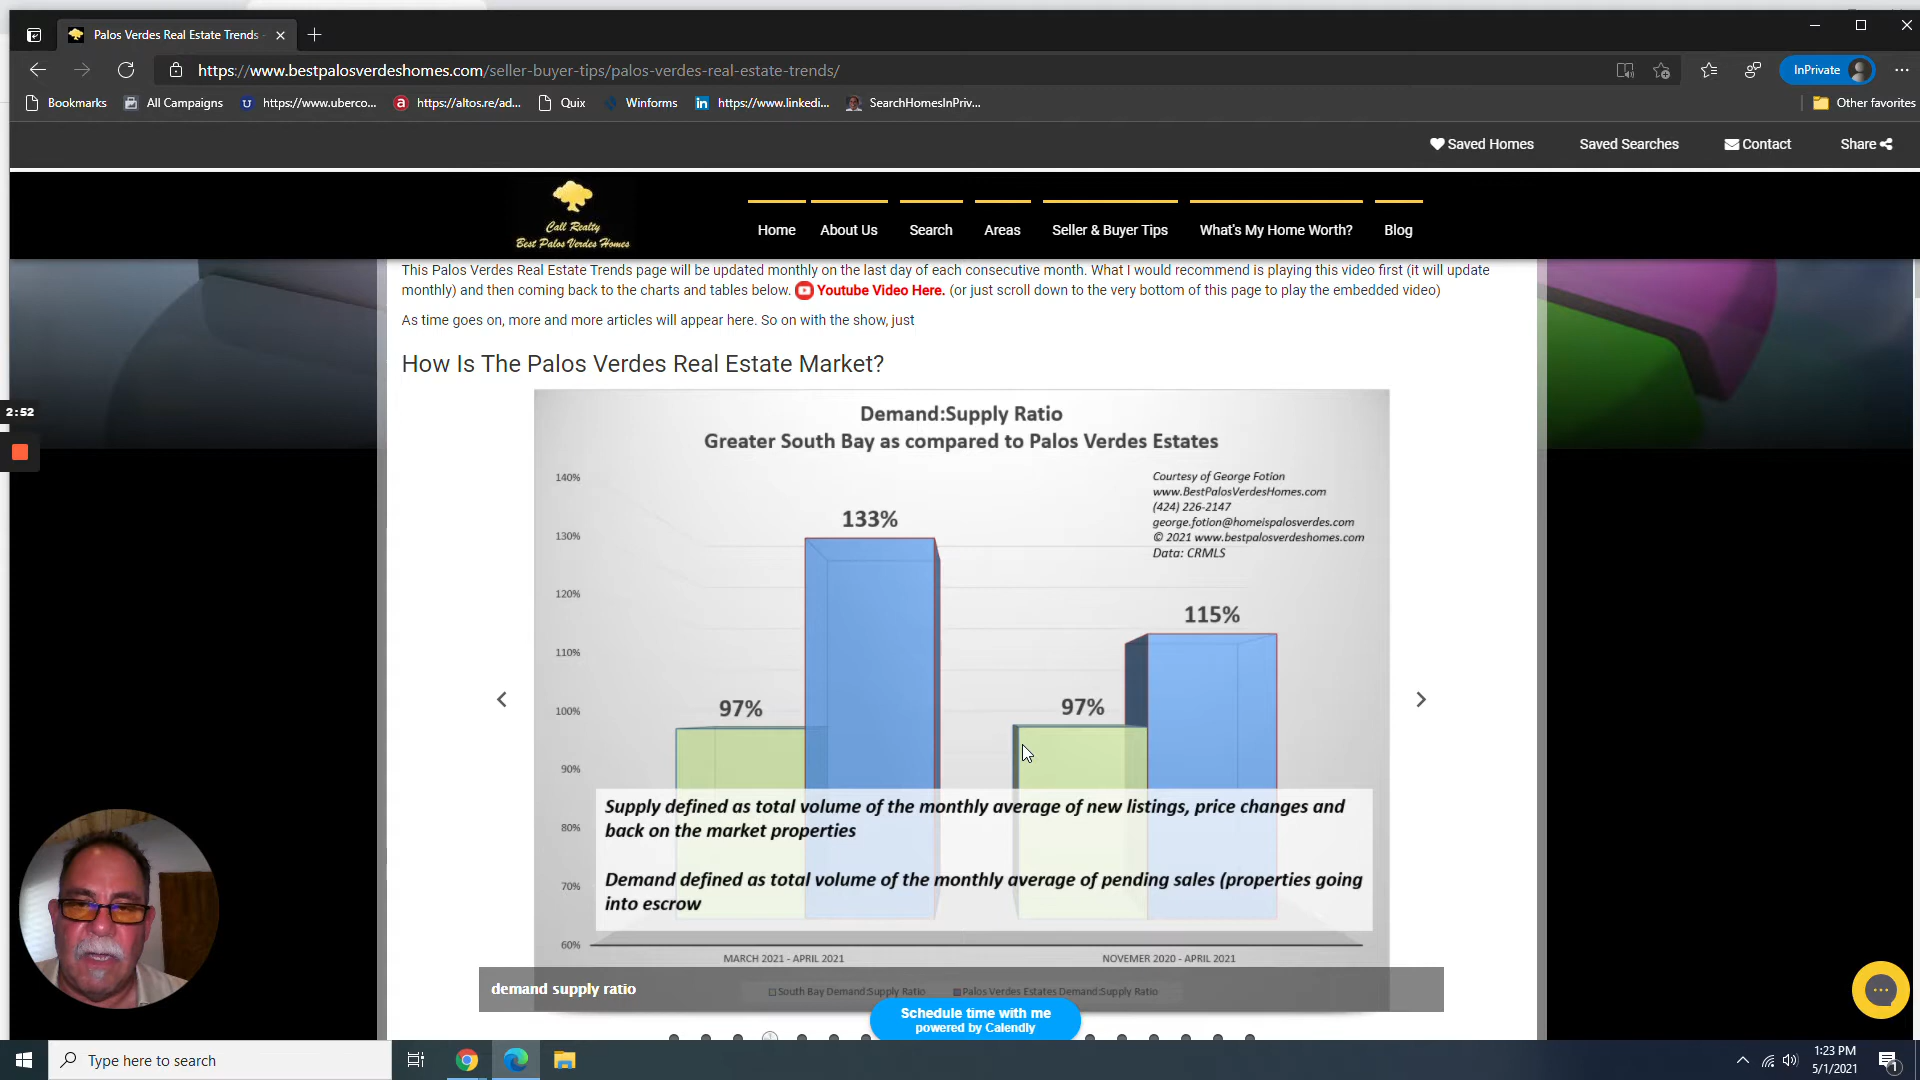 Palos Verdes Real Estate Trends
https://www.bestpalosverdeshomes.com/seller-buyer-tips/palos-verdes-real-estate-trends/
InPrivate
Bookmarks
All Campaigns
https://www.uberco...
https://altos.re/ad...
Quix
Winforms
https://www.linkedi...
SearchHomesInPriv...
Other favorites
Saved Homes
Saved Searches
Contact
Share
Call Realty
Best Palos Verdes Homes
Home
About Us
Search
Areas
Seller & Buyer Tips
What's My Home Worth?
Blog
This Palos Verdes Real Estate Trends page will be updated monthly on the last day of each consecutive month. What I would recommend is playing this video first (it will update
monthly) and then coming back to the charts and tables below. Youtube Video Here. (or just scroll down to the very bottom of this page to play the embedded video)
As time goes on, more and more articles will appear here. So on with the show, just
How Is The Palos Verdes Real Estate Market?
2:52
Demand:Supply Ratio
Greater South Bay as compared to Palos Verdes Estates
Courtesy of George Fotion
www.BestPalosVerdesHomes.com
(424) 226-2147
george.fotion@homeispalosverdes.com
© 2021 www.bestpalosverdeshomes.com
Data: CRMLS
140%
130%
120%
110%
100%
90%
80%
70%
60%
133%
115%
97%
97%
Supply defined as total volume of the monthly average of new listings, price changes and
back on the market properties
Demand defined as total volume of the monthly average of pending sales (properties going
into escrow
MARCH 2021 - APRIL 2021
NOVEMER 2020 - APRIL 2021
demand supply ratio
South Bay Demand:Supply Ratio
Palos Verdes Estates Demand:Supply Ratio
Schedule time with me
powered by Calendly
Type here to search
1:23 PM
5/1/2021
1